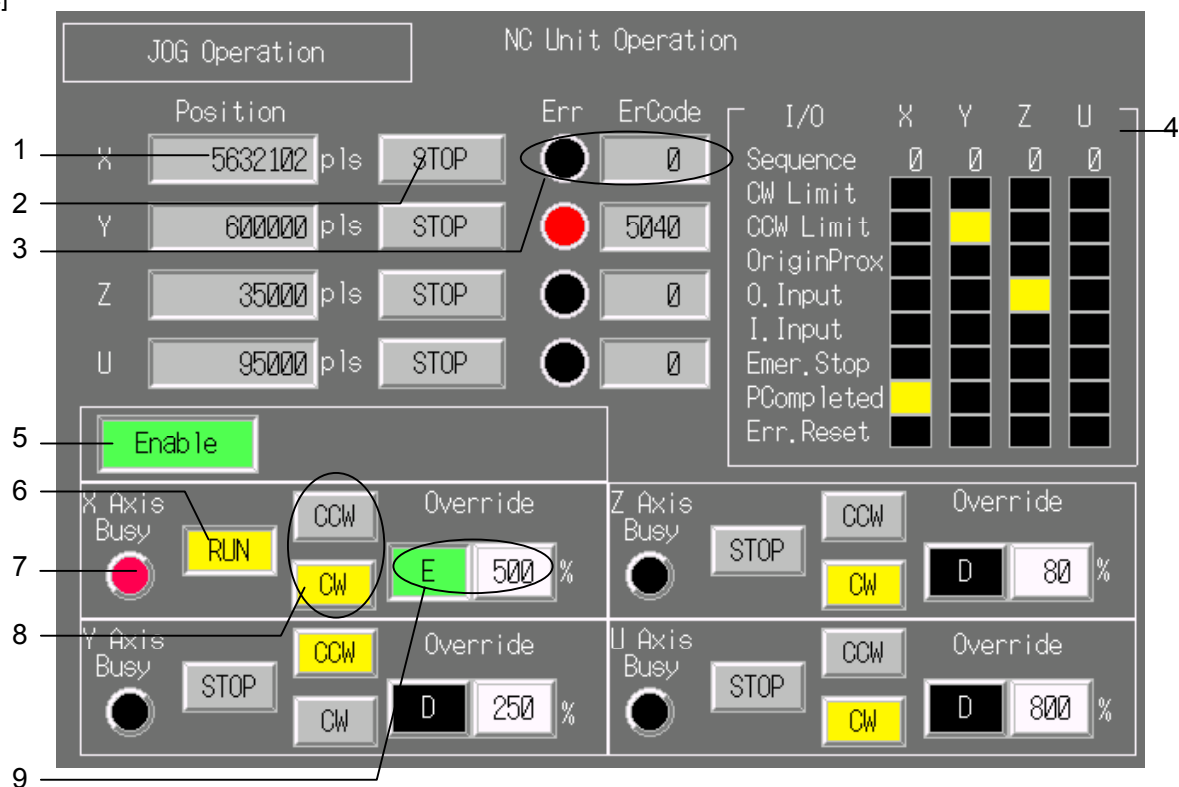 ]
JOG Operation NC Unit Operation
Position Err ErCode
1 X 5632102 pls STOP 0
2
3 Y 600000 pls STOP 5040
Z 35000 pls STOP 0
U 95000 pls STOP 0
I/O X Y Z U 4
Sequence 0 0 0 0
CW Limit
CCW Limit
OriginProx
O.Input
I.Input
Emer.Stop
PCompleted
Err.Reset
5 Enable
6
7
8
9
X Axis
Busy
RUN
CCW
CW
Override
E 500 %
Z Axis
Busy
STOP
CCW
CW
Override
D 80 %
Y Axis
Busy
STOP
CCW
CW
Override
D 250 %
U Axis
Busy
STOP
CCW
CW
Override
D 800 %